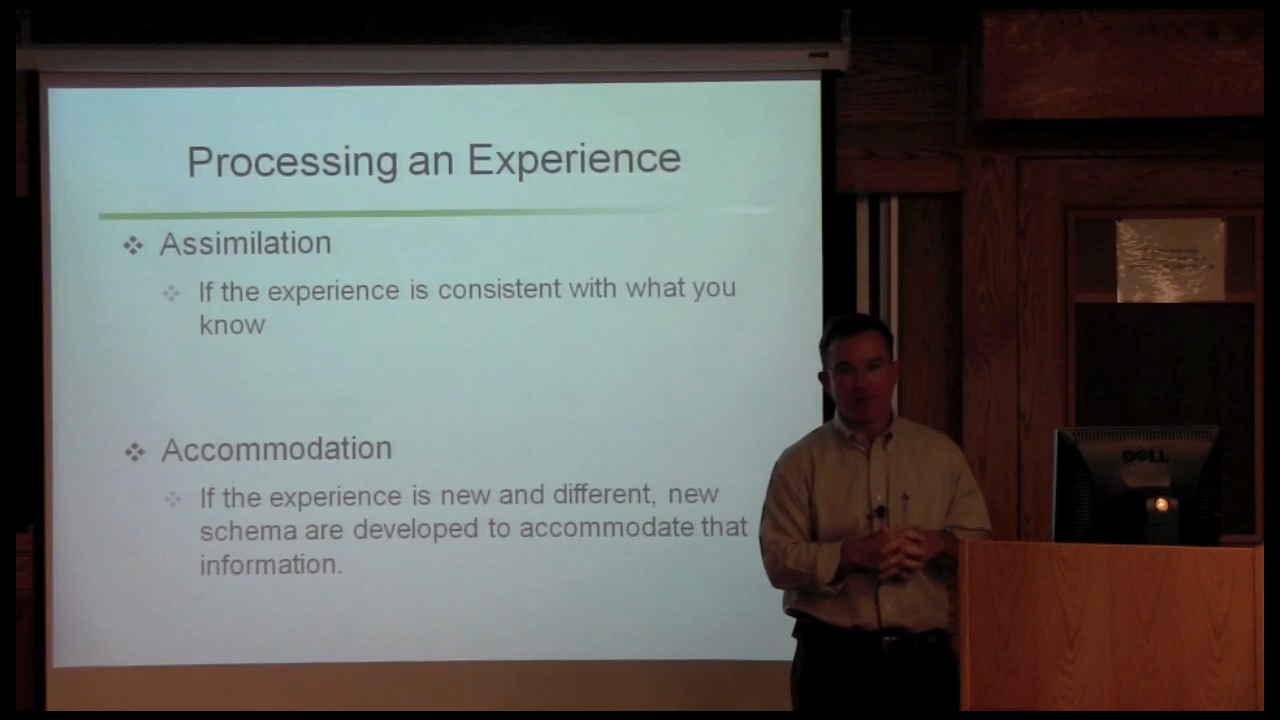 Processing an Experience
Assimilation
If the experience is consistent with what you
know
Accommodation
If the experience is new and different, new
schema are developed to accommodate that
information.
DELL